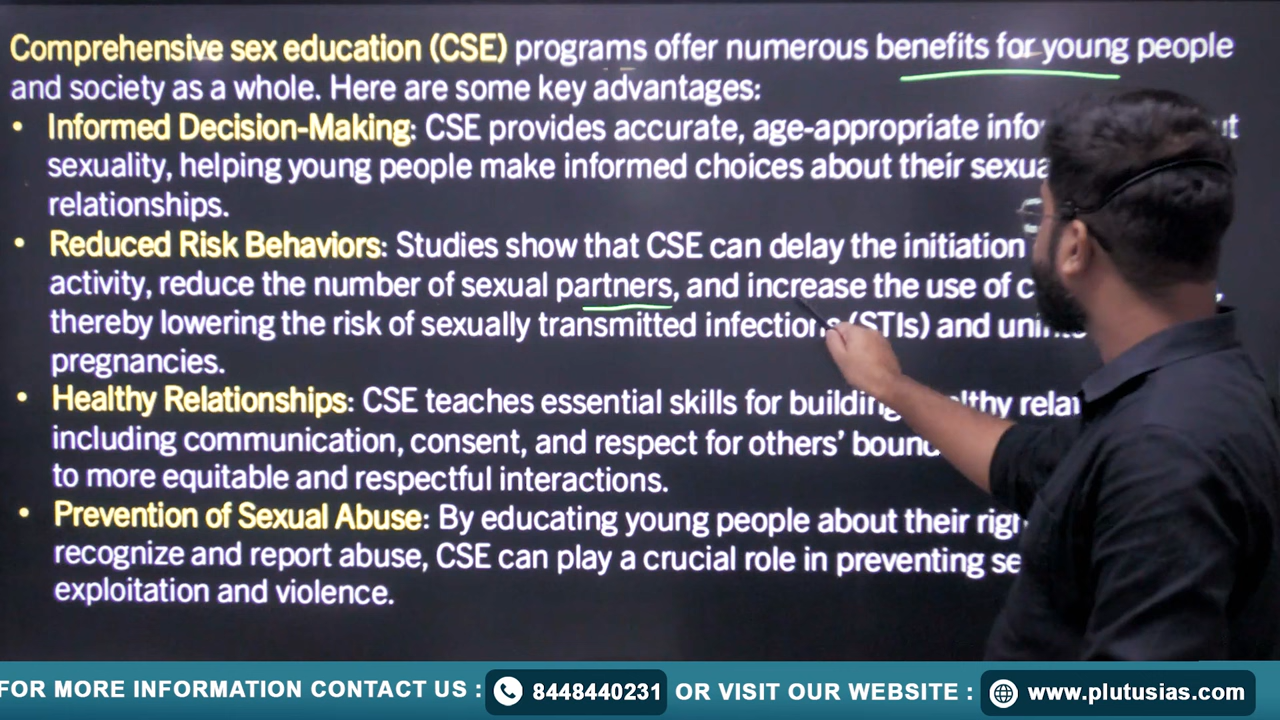 Comprehensive sex education (CSE) programs offer numerous benefits for young people
and society as a whole. Here are some key advantages:
• Informed Decision-Making: CSE provides accurate, age-appropriate
sexuality, helping young people make informed choices about their
relationships.
• Reduced Risk Behaviors: Studies show that CSE can delay the initiation
activity, reduce the number of sexual partners, and increase the use of
thereby lowering the risk of sexually transmitted infections (STIs) and
pregnancies.
• Healthy Relationships: CSE teaches essential skills for building
including communication, consent, and respect for others’
to more equitable and respectful interactions.
• Prevention of Sexual Abuse: By educating young people about their
recognize and report abuse, CSE can play a crucial role in preventing
exploitation and violence.
FOR MORE INFORMATION CONTACT US : 8448440231 OR VISIT OUR WEBSITE : www.plutusias.com